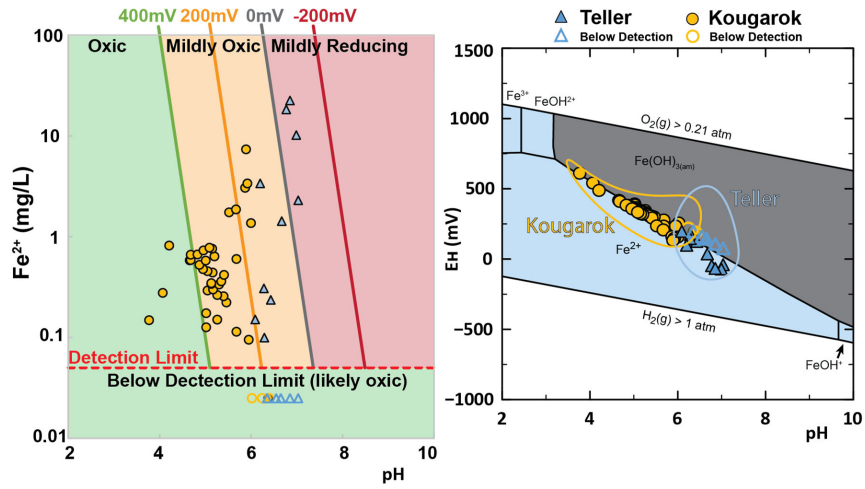 400mV 200mV 0mV -200mV
Oxic Mildly Oxic Mildly Reducing
100
10
1
0.1
0.01
Fe²⁺ (mg/L)
Detection Limit
Below Dectection Limit (likely oxic)
2 4 6 8 10
pH
Teller Kougarok
Below Detection Below Detection
1000
500
0
−500
−1000
EH (mV)
Fe³⁺ FeOH²⁺
O₂(g) > 0.21 atm
Fe(OH)₃(am)
Teller
Kougarok
Fe²⁺
H₂(g) > 1 atm
FeOH⁺
2 4 6 8 10
pH